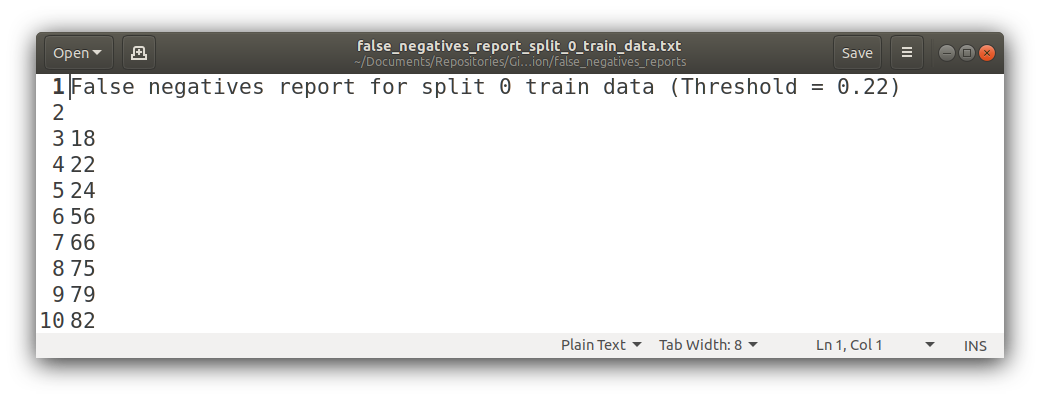 Open
false_negatives_report_split_0_train_data.txt
~/Documents/Repositories/Gi…ion/false_negatives_reports
Save
1 False negatives report for split 0 train data (Threshold = 0.22)
2
3 18
4 22
5 24
6 56
7 66
8 75
9 79
10 82
Plain Text Tab Width: 8 Ln 1, Col 1 INS